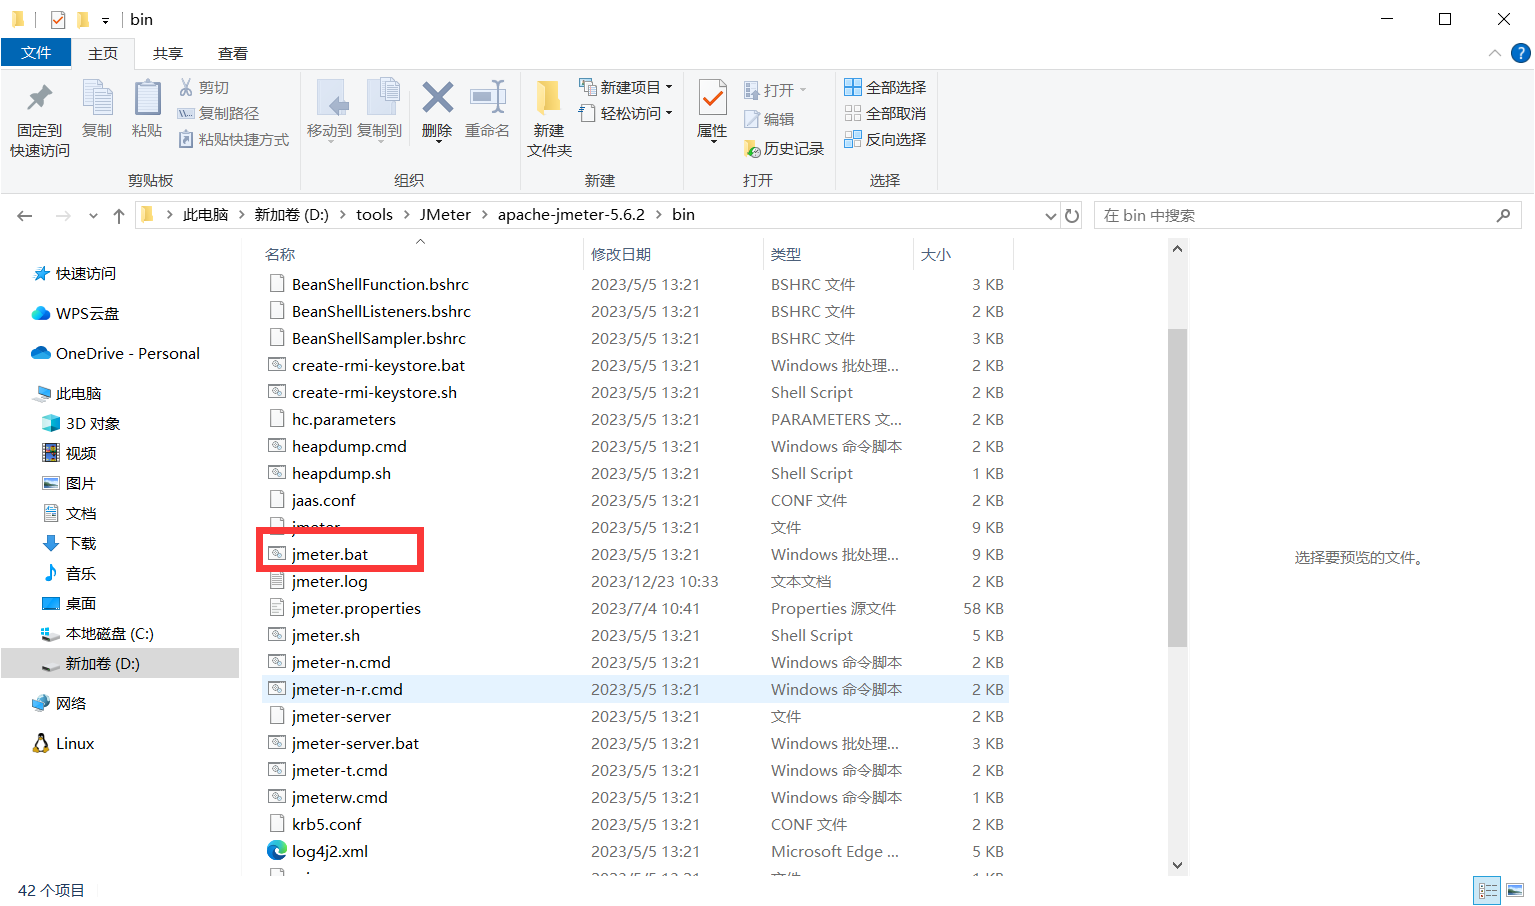 bin
文件 主页 共享 查看
固定到
快速访问
复制
粘贴
剪切
复制路径
粘贴快捷方式
剪贴板
移动到
复制到
删除
重命名
组织
新建
文件夹
新建项目
轻松访问
新建
属性
打开
编辑
历史记录
打开
全部选择
全部取消
反向选择
选择
此电脑 > 新加卷 (D:) > tools > JMeter > apache-jmeter-5.6.2 > bin
在 bin 中搜索
快速访问
WPS云盘
OneDrive - Personal
此电脑
3D 对象
视频
图片
文档
下载
音乐
桌面
本地磁盘 (C:)
新加卷 (D:)
网络
Linux
名称 修改日期 类型 大小
BeanShellFunction.bshrc 2023/5/5 13:21 BSHRC 文件 3 KB
BeanShellListeners.bshrc 2023/5/5 13:21 BSHRC 文件 2 KB
BeanShellSampler.bshrc 2023/5/5 13:21 BSHRC 文件 3 KB
create-rmi-keystore.bat 2023/5/5 13:21 Windows 批处理... 2 KB
create-rmi-keystore.sh 2023/5/5 13:21 Shell Script 2 KB
hc.parameters 2023/5/5 13:21 PARAMETERS 文... 2 KB
heapdump.cmd 2023/5/5 13:21 Windows 命令脚本 2 KB
heapdump.sh 2023/5/5 13:21 Shell Script 1 KB
jaas.conf 2023/5/5 13:21 CONF 文件 2 KB
jmeter 2023/5/5 13:21 文件 9 KB
jmeter.bat 2023/5/5 13:21 Windows 批处理... 9 KB
jmeter.log 2023/12/23 10:33 文本文档 2 KB
jmeter.properties 2023/7/4 10:41 Properties 源文件 58 KB
jmeter.sh 2023/5/5 13:21 Shell Script 5 KB
jmeter-n.cmd 2023/5/5 13:21 Windows 命令脚本 2 KB
jmeter-n-r.cmd 2023/5/5 13:21 Windows 命令脚本 2 KB
jmeter-server 2023/5/5 13:21 文件 2 KB
jmeter-server.bat 2023/5/5 13:21 Windows 批处理... 3 KB
jmeter-t.cmd 2023/5/5 13:21 Windows 命令脚本 2 KB
jmeterw.cmd 2023/5/5 13:21 Windows 命令脚本 1 KB
krb5.conf 2023/5/5 13:21 CONF 文件 2 KB
log4j2.xml 2023/5/5 13:21 Microsoft Edge ... 5 KB
选择要预览的文件。
42 个项目